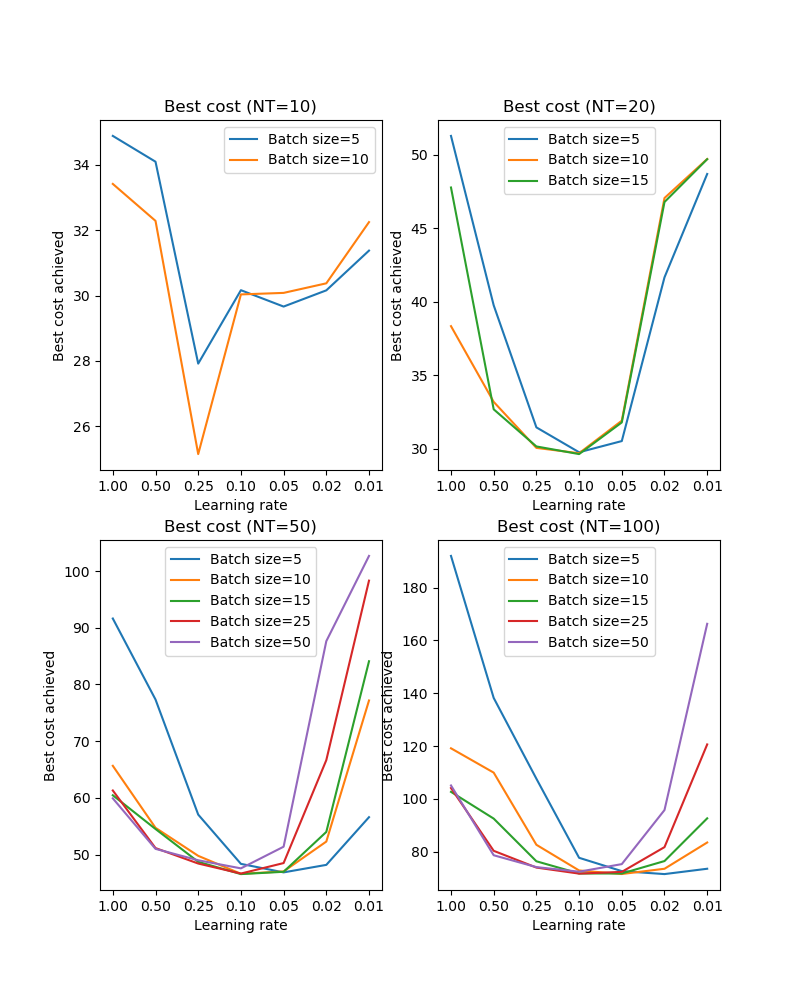 Best cost (NT=10)
Best cost achieved
34
32
30
28
26
Batch size=5
Batch size=10
1.00 0.50 0.25 0.10 0.05 0.02 0.01
Learning rate
Best cost (NT=20)
Best cost achieved
50
45
40
35
30
Batch size=5
Batch size=10
Batch size=15
1.00 0.50 0.25 0.10 0.05 0.02 0.01
Learning rate
Best cost (NT=50)
Best cost achieved
100
90
80
70
60
50
Batch size=5
Batch size=10
Batch size=15
Batch size=25
Batch size=50
1.00 0.50 0.25 0.10 0.05 0.02 0.01
Learning rate
Best cost (NT=100)
Best cost achieved
180
160
140
120
100
80
Batch size=5
Batch size=10
Batch size=15
Batch size=25
Batch size=50
1.00 0.50 0.25 0.10 0.05 0.02 0.01
Learning rate